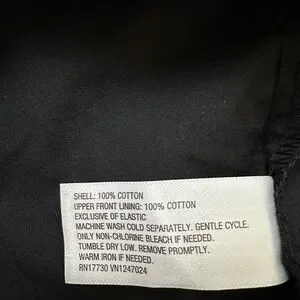 SHELL: 100% COTTON
UPPER FRONT LINING: 100% COTTON
EXCLUSIVE OF ELASTIC
MACHINE WASH COLD SEPARATELY. GENTLE CYCLE.
ONLY NON-CHLORINE BLEACH IF NEEDED.
TUMBLE DRY LOW. REMOVE PROMPTLY.
WARM IRON IF NEEDED.
RN17730 VN1247024